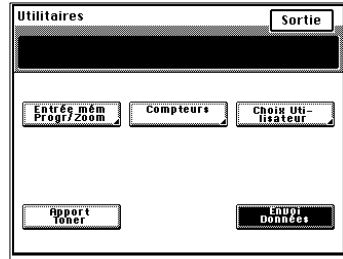 Utilitaires
Sortie
Entrée mém
Progr/Zoom
Compteurs
Choix Uti-
lisateur
Apport
Toner
Envoi
Données